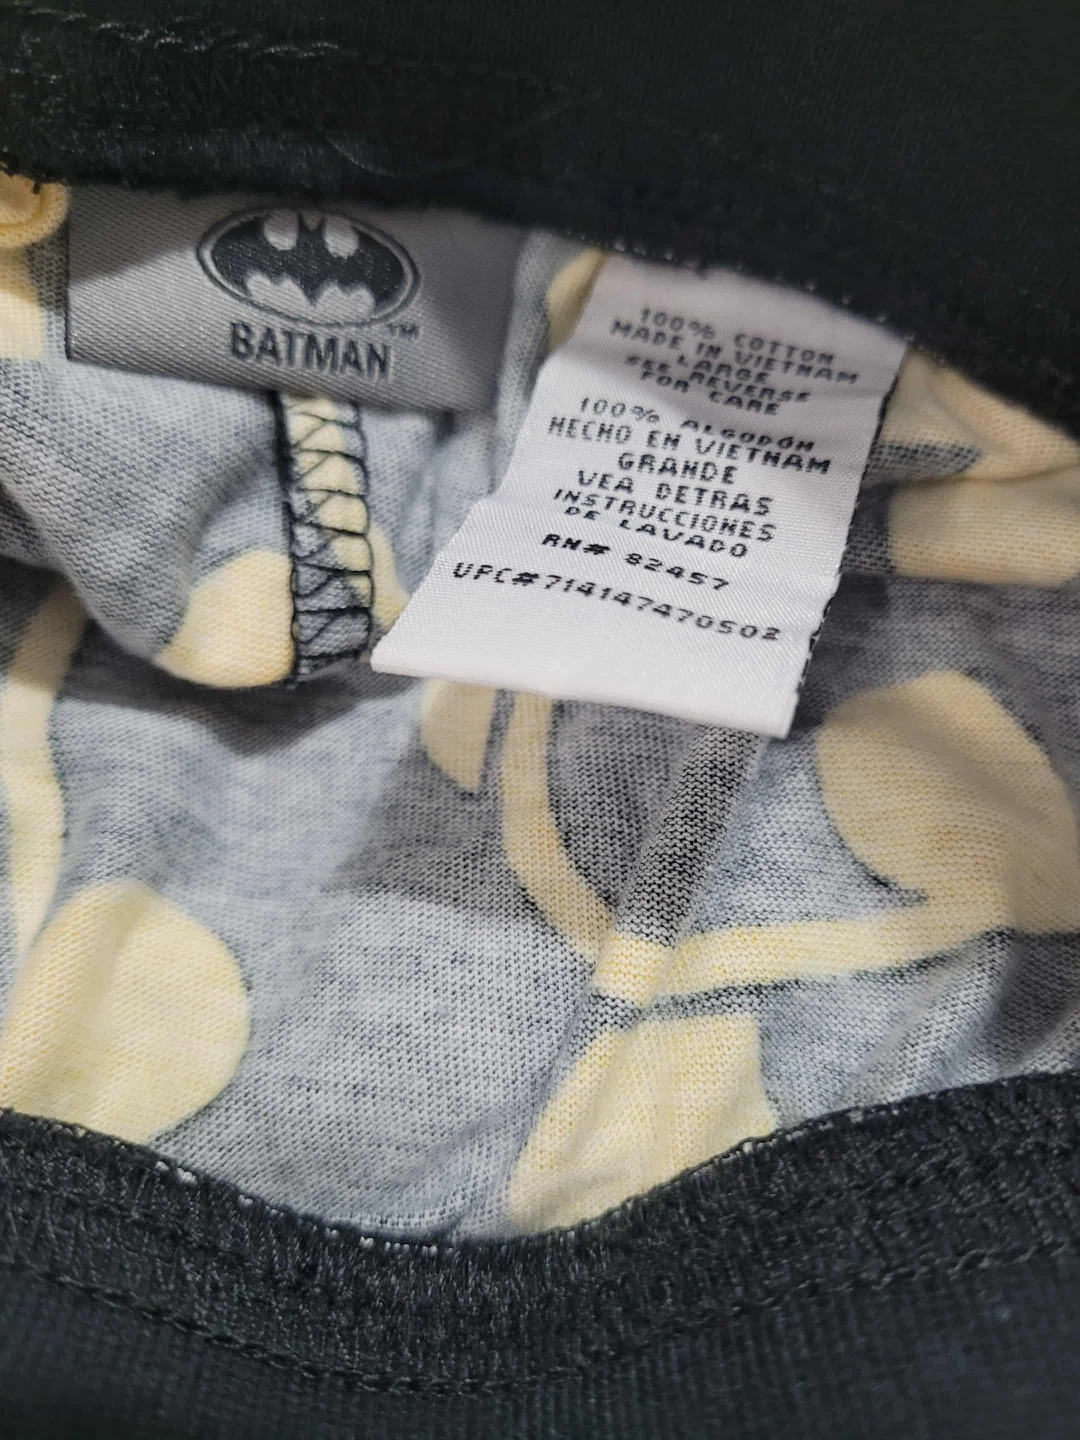 BATMAN™
100% COTTON
MADE IN VIETNAM
LARGE
SEE REVERSE
FOR CARE
100% ALGODÓN
HECHO EN VIETNAM
GRANDE
VEA DETRAS
INSTRUCCIONES
DE LAVADO
RN# 82457
UPC#714147470502